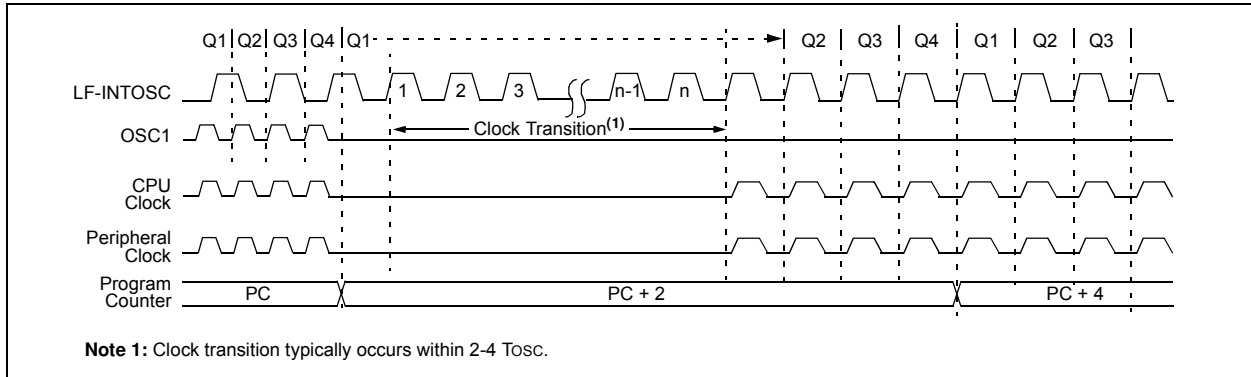 Q1 Q2 Q3 Q4 Q1 Q2 Q3 Q4 Q1 Q2 Q3
LF-INTOSC 1 2 3 n-1 n
Clock Transition(1)
OSC1
CPU
Clock
Peripheral
Clock
Program
Counter
PC PC + 2 PC + 4
Note 1: Clock transition typically occurs within 2-4 TOSC.